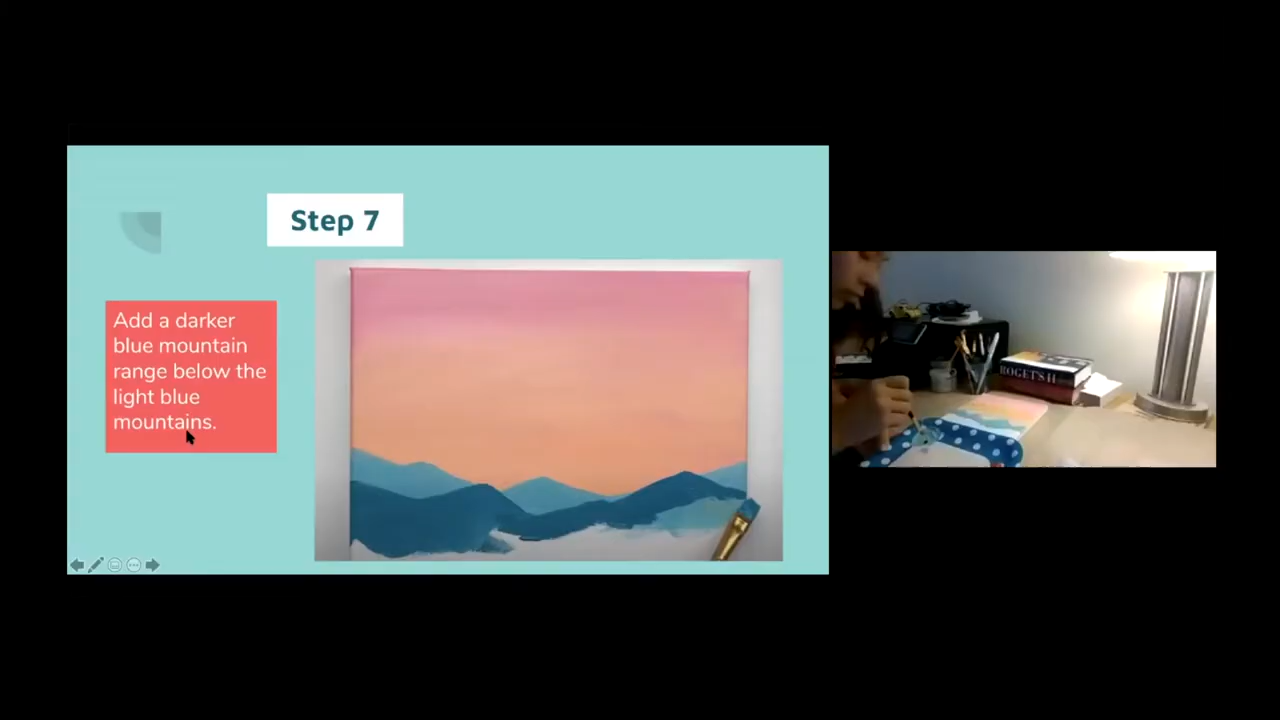 Step 7
Add a darker
blue mountain
range below the
light blue
mountains.
ROGET'S II